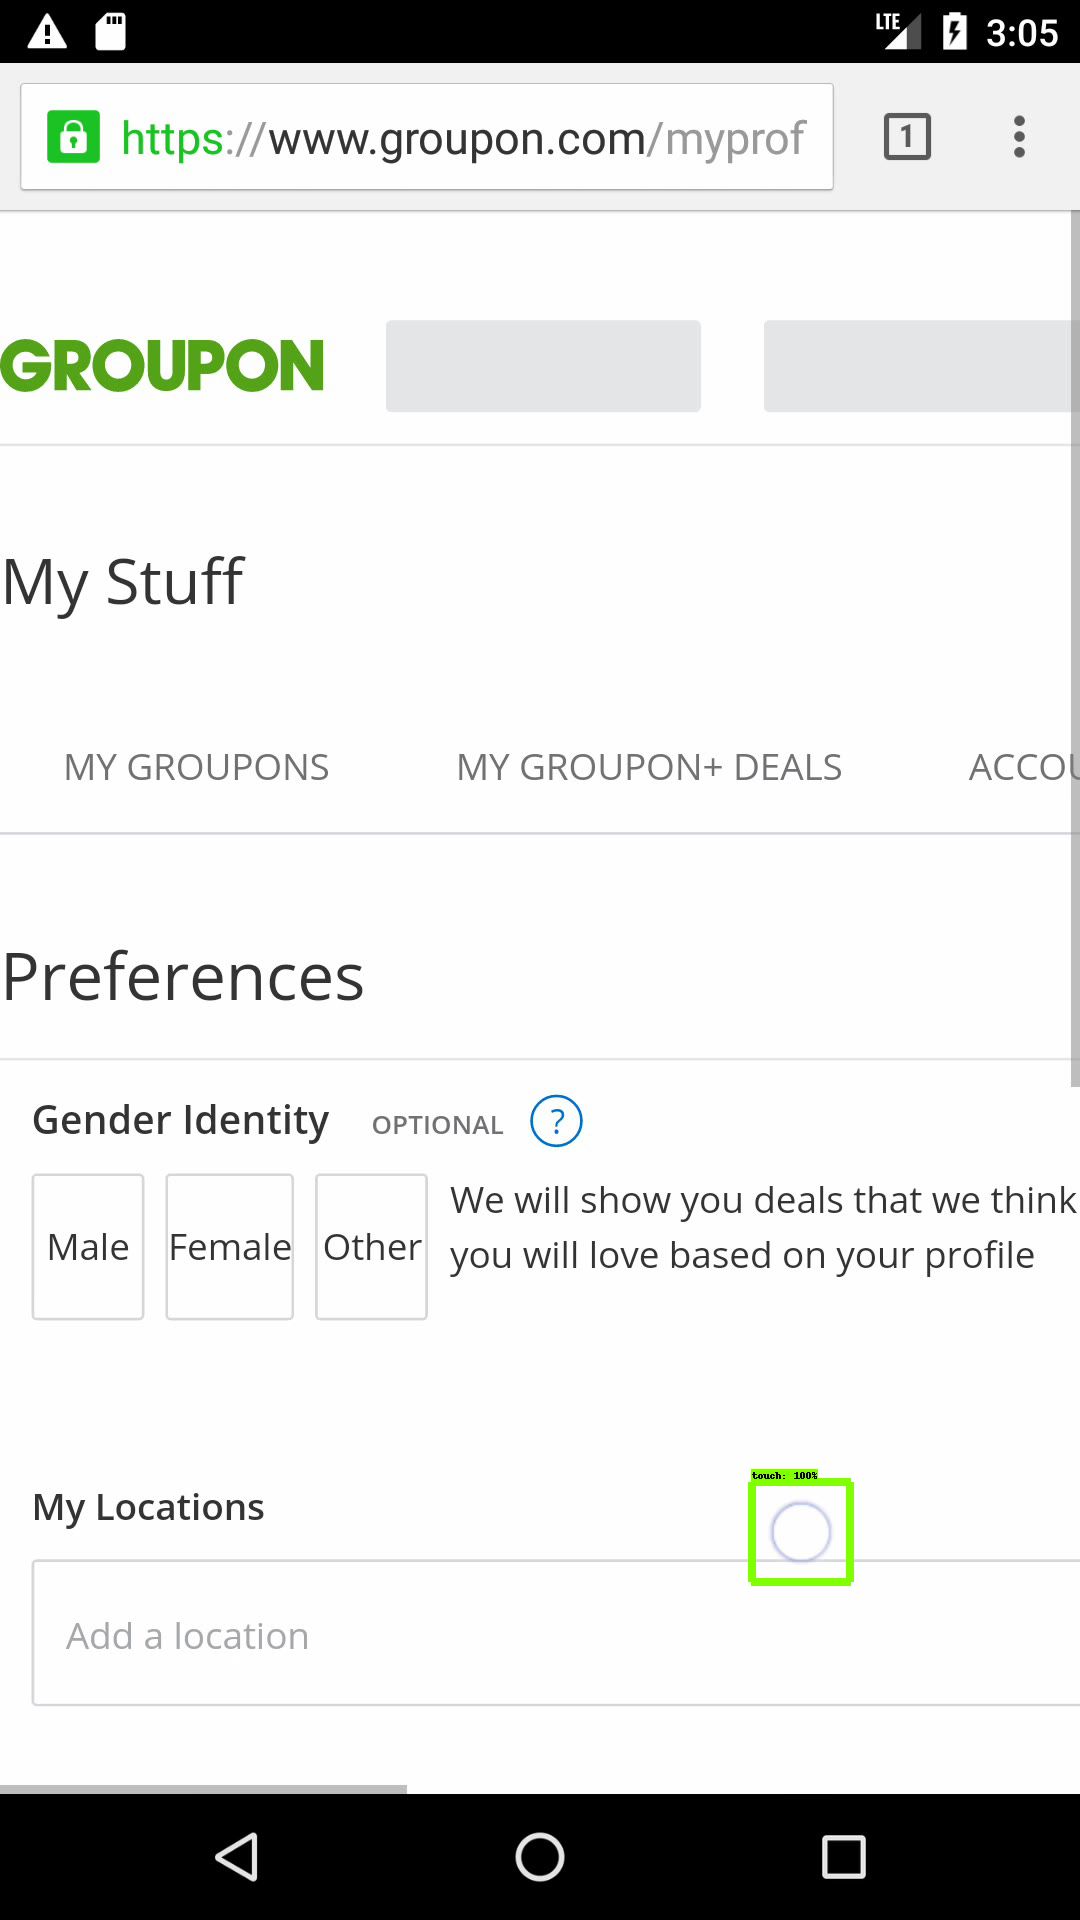 LTE 3:05
https://www.groupon.com/myprof 1
GROUPON
My Stuff
MY GROUPONS MY GROUPON+ DEALS ACCOU
Preferences
Gender Identity OPTIONAL ?
Male Female Other
We will show you deals that we think
you will love based on your profile
touch: 100%
My Locations
Add a location